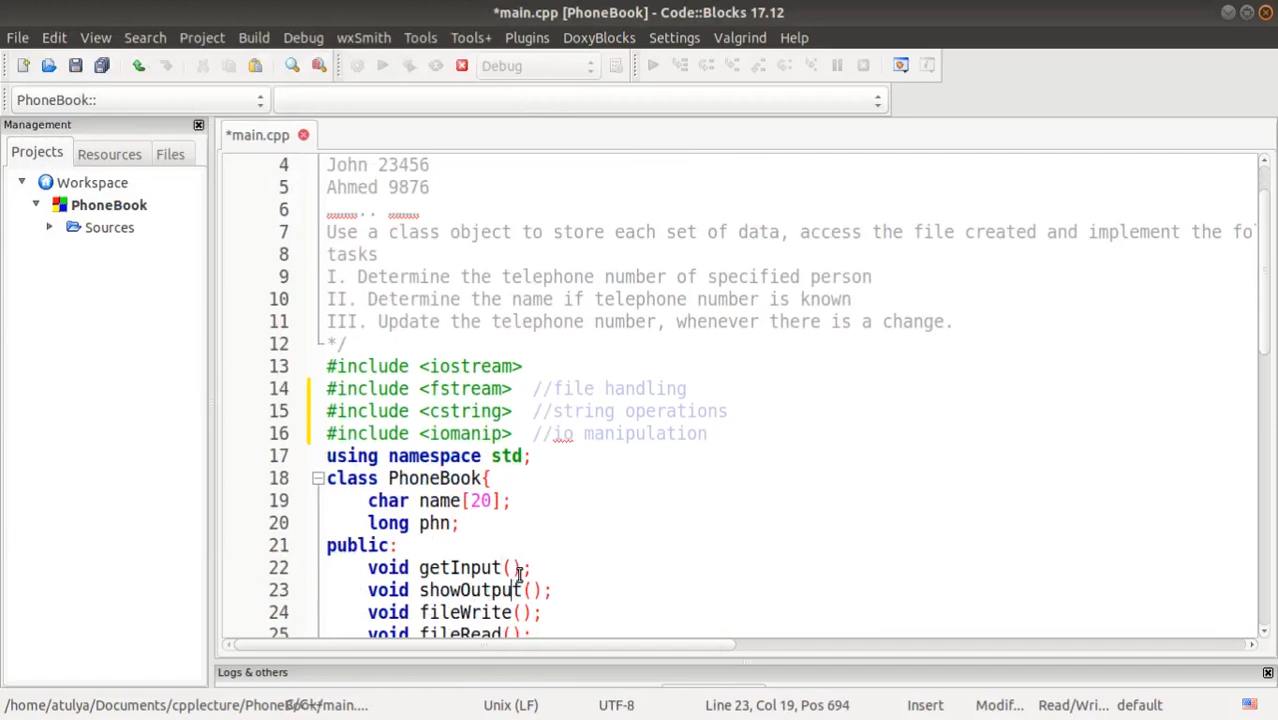 *main.cpp [PhoneBook] - Code::Blocks 17.12
File Edit View Search Project Build Debug wxSmith Tools Tools+ Plugins DoxyBlocks Settings Valgrind Help
Debug
PhoneBook::
Management
*main.cpp
Projects Resources Files
Workspace
PhoneBook
Sources
4 John 23456
5 Ahmed 9876
6
7 Use a class object to store each set of data, access the file created and implement the fo
8 tasks
9 I. Determine the telephone number of specified person
10 II. Determine the name if telephone number is known
11 III. Update the telephone number, whenever there is a change.
12 */
13 #include <iostream>
14 #include <fstream> //file handling
15 #include <cstring> //string operations
16 #include <iomanip> //io manipulation
17 using namespace std;
18 class PhoneBook{
19 char name[20];
20 long phn;
21 public:
22 void getInput();
23 void showOutput();
24 void fileWrite();
25 void fileRead();
Logs & others
/home/atulya/Documents/cpplecture/PhoneBook/main.... Unix (LF) UTF-8 Line 23, Col 19, Pos 694 Insert Modif... Read/Wri... default